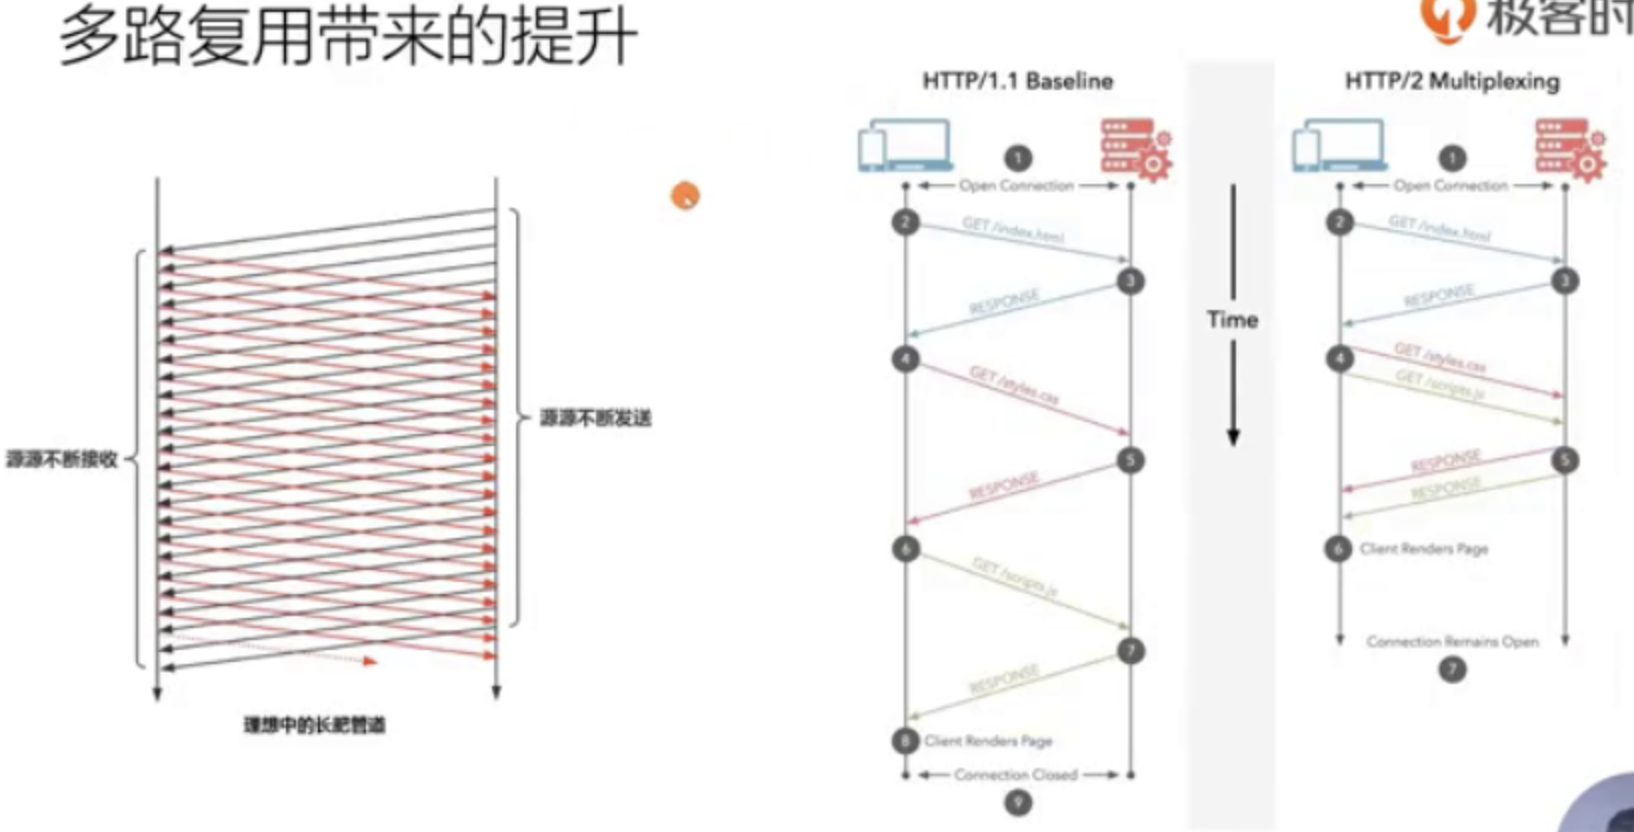 多路复用带来的提升
极客时
源源不断接收
源源不断发送
理想中的长肥管道
HTTP/1.1 Baseline
1
Open Connection
2
GET /index.html
3
RESPONSE
4
GET /styles.css
5
RESPONSE
6
GET /scripts.js
7
RESPONSE
8
Client Renders Page
Connection Closed
9
Time
HTTP/2 Multiplexing
1
Open Connection
2
GET /index.html
3
RESPONSE
4
GET /styles.css
GET /scripts.js
5
RESPONSE
RESPONSE
6
Client Renders Page
Connection Remains Open
7